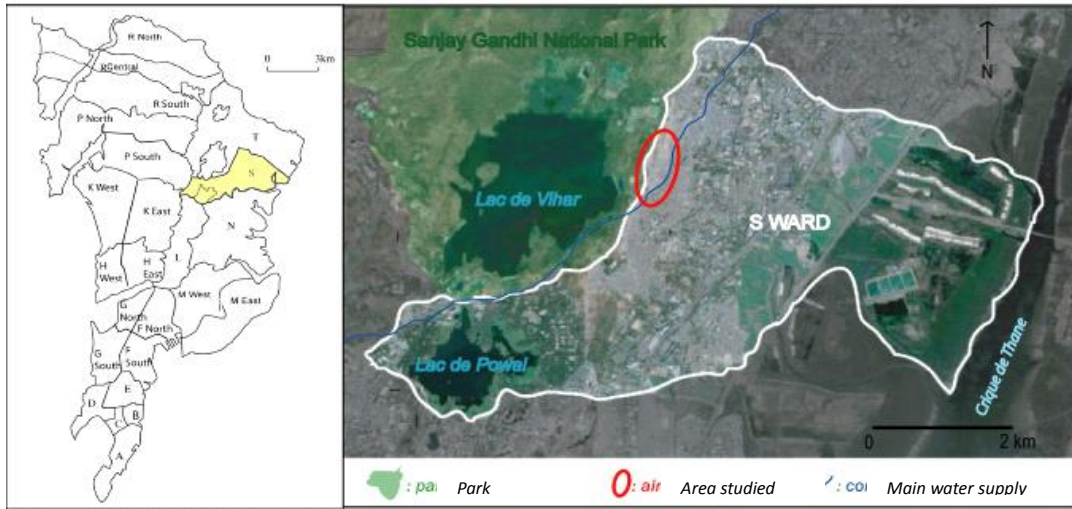 R North
R Central
0 3km
R South
P North
T
P South
S
K West
K East
N
L
H West
H East
M West
M East
G North
F North
G South
F South
E
D
B
C
A
Sanjay Gandhi National Park
N
Lac de Vihar
S WARD
Lac de Powai
Crique de Thane
0 2 km
: pa Park
: air Area studied
: co Main water supply